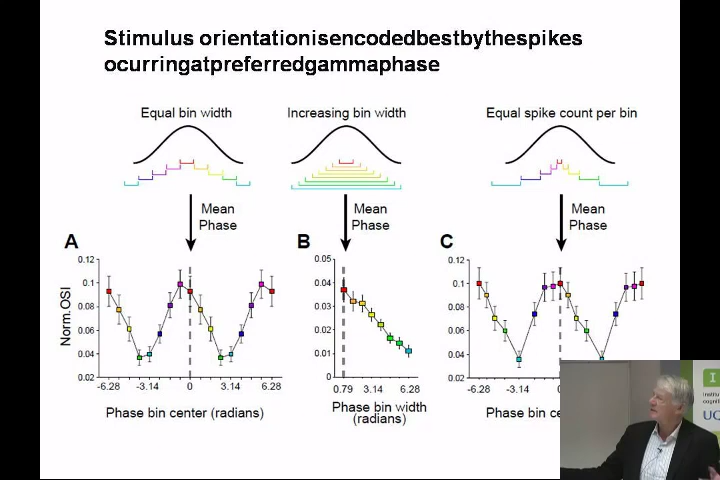 Stimulus orientationisencodedbestbythespikes
ocurringatpreferredgammaphase
Equal bin width
Increasing bin width
Equal spike count per bin
Mean
Phase
Mean
Phase
Mean
Phase
A
B
C
Norm.OSI
0.12
0.1
0.08
0.06
0.04
0.02
-6.28
-3.14
0
3.14
6.28
Phase bin center (radians)
0.05
0.04
0.03
0.02
0.01
0
0.79
3.14
6.28
Phase bin width
(radians)
0.12
0.10
0.08
0.06
0.04
0.02
-6.28
-3.14
Phase bin ce
I
UQ